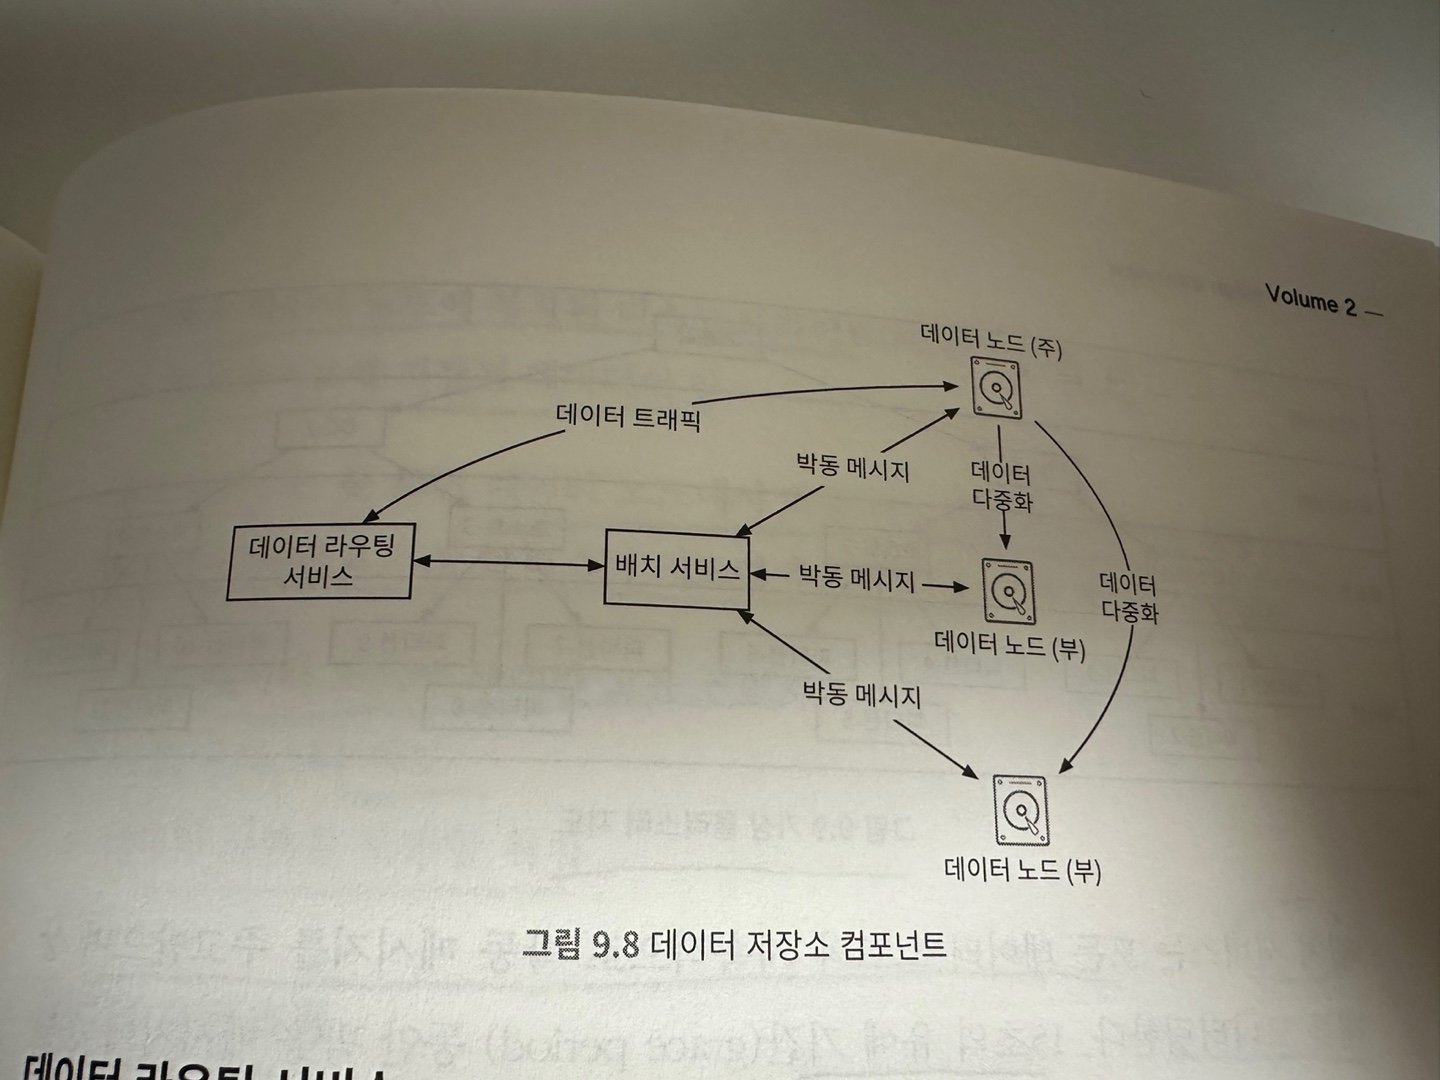 Volume 2 —
데이터 노드 (주)
데이터 트래픽
박동 메시지
데이터
다중화
데이터 라우팅
서비스
배치 서비스
박동 메시지
데이터
다중화
데이터 노드 (부)
박동 메시지
데이터 노드 (부)
그림 9.8 데이터 저장소 컴포넌트
데이터 라우팅 서비스